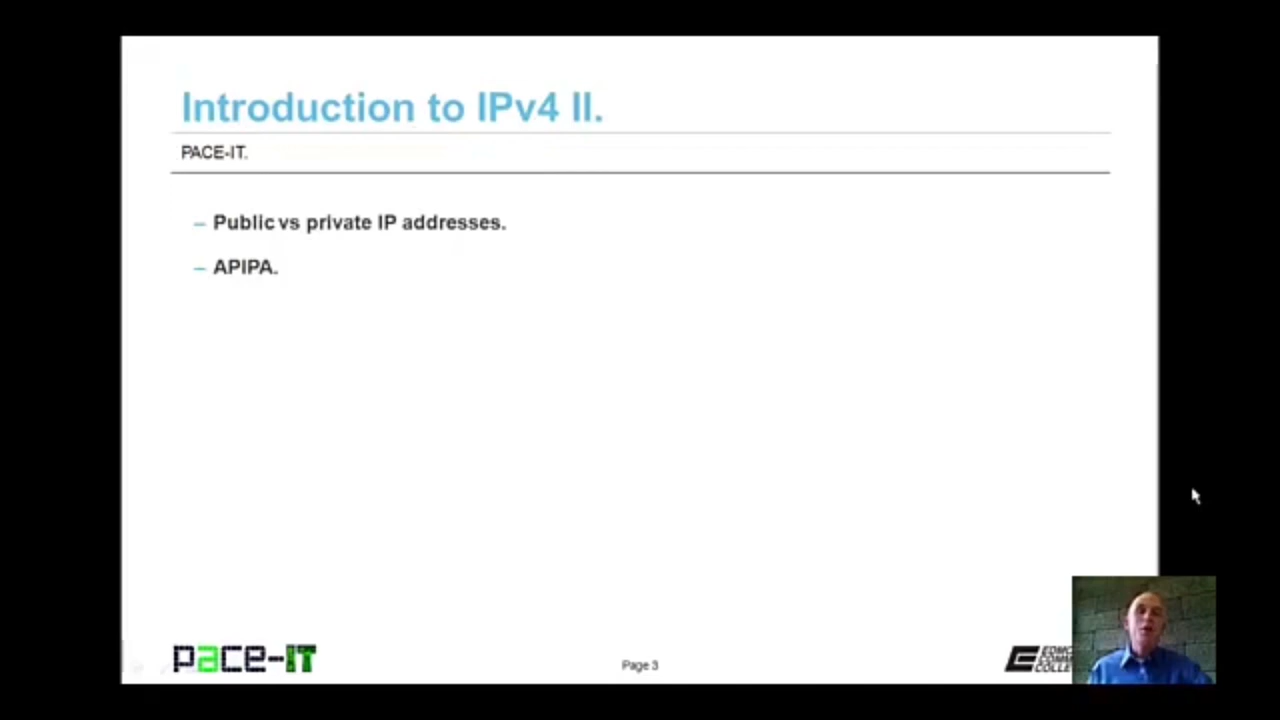 Introduction to IPv4 II.
PACE-IT.
– Public vs private IP addresses.
– APIPA.
pace-IT
Page 3